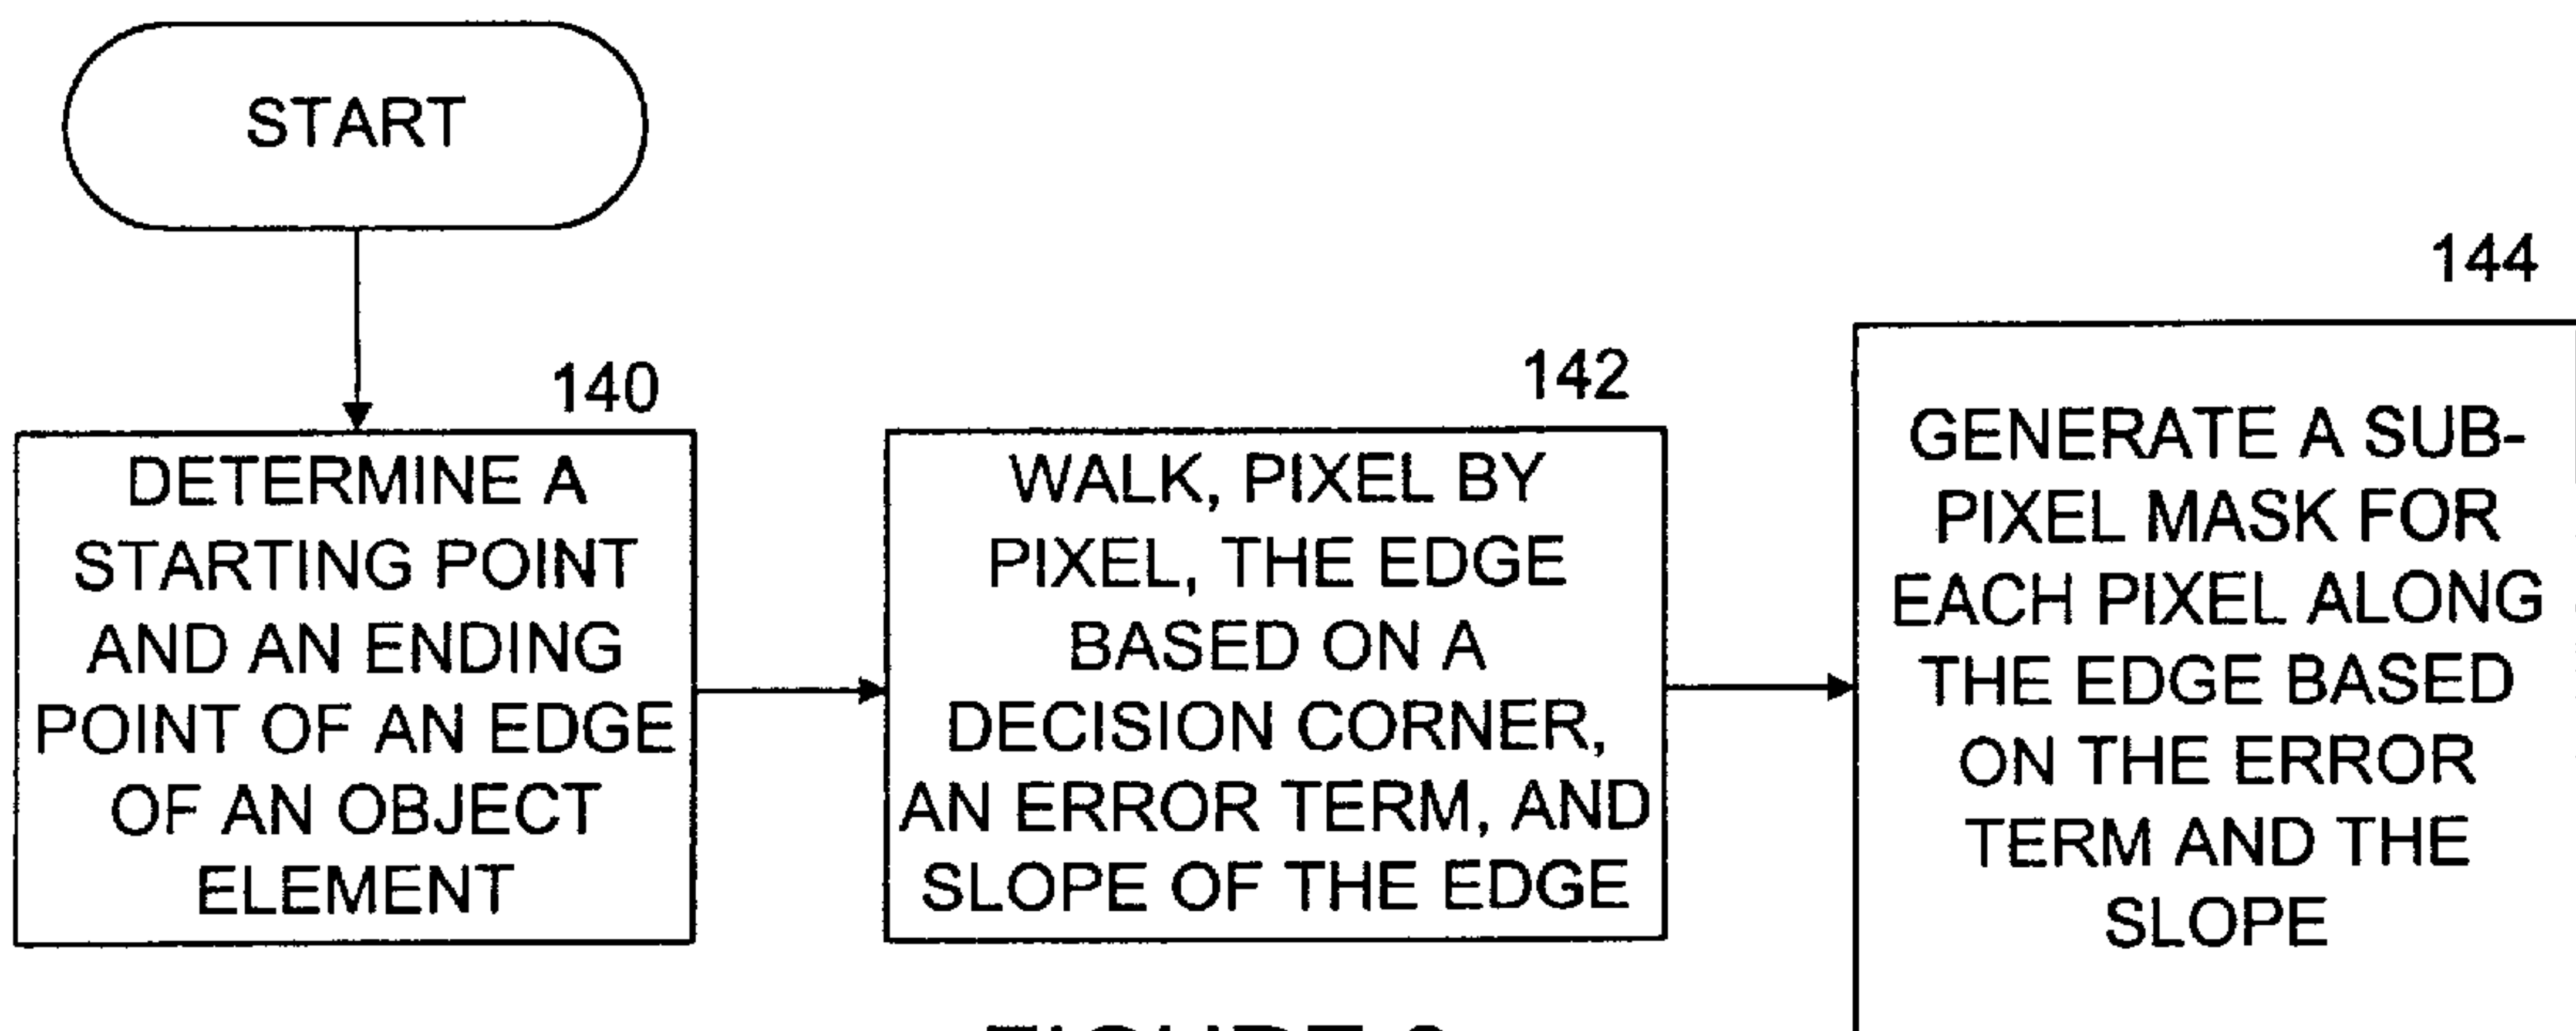 START
140
DETERMINE A
STARTING POINT
AND AN ENDING
POINT OF AN EDGE
OF AN OBJECT
ELEMENT
142
WALK, PIXEL BY
PIXEL, THE EDGE
BASED ON A
DECISION CORNER,
AN ERROR TERM, AND
SLOPE OF THE EDGE
144
GENERATE A SUB-
PIXEL MASK FOR
EACH PIXEL ALONG
THE EDGE BASED
ON THE ERROR
TERM AND THE
SLOPE